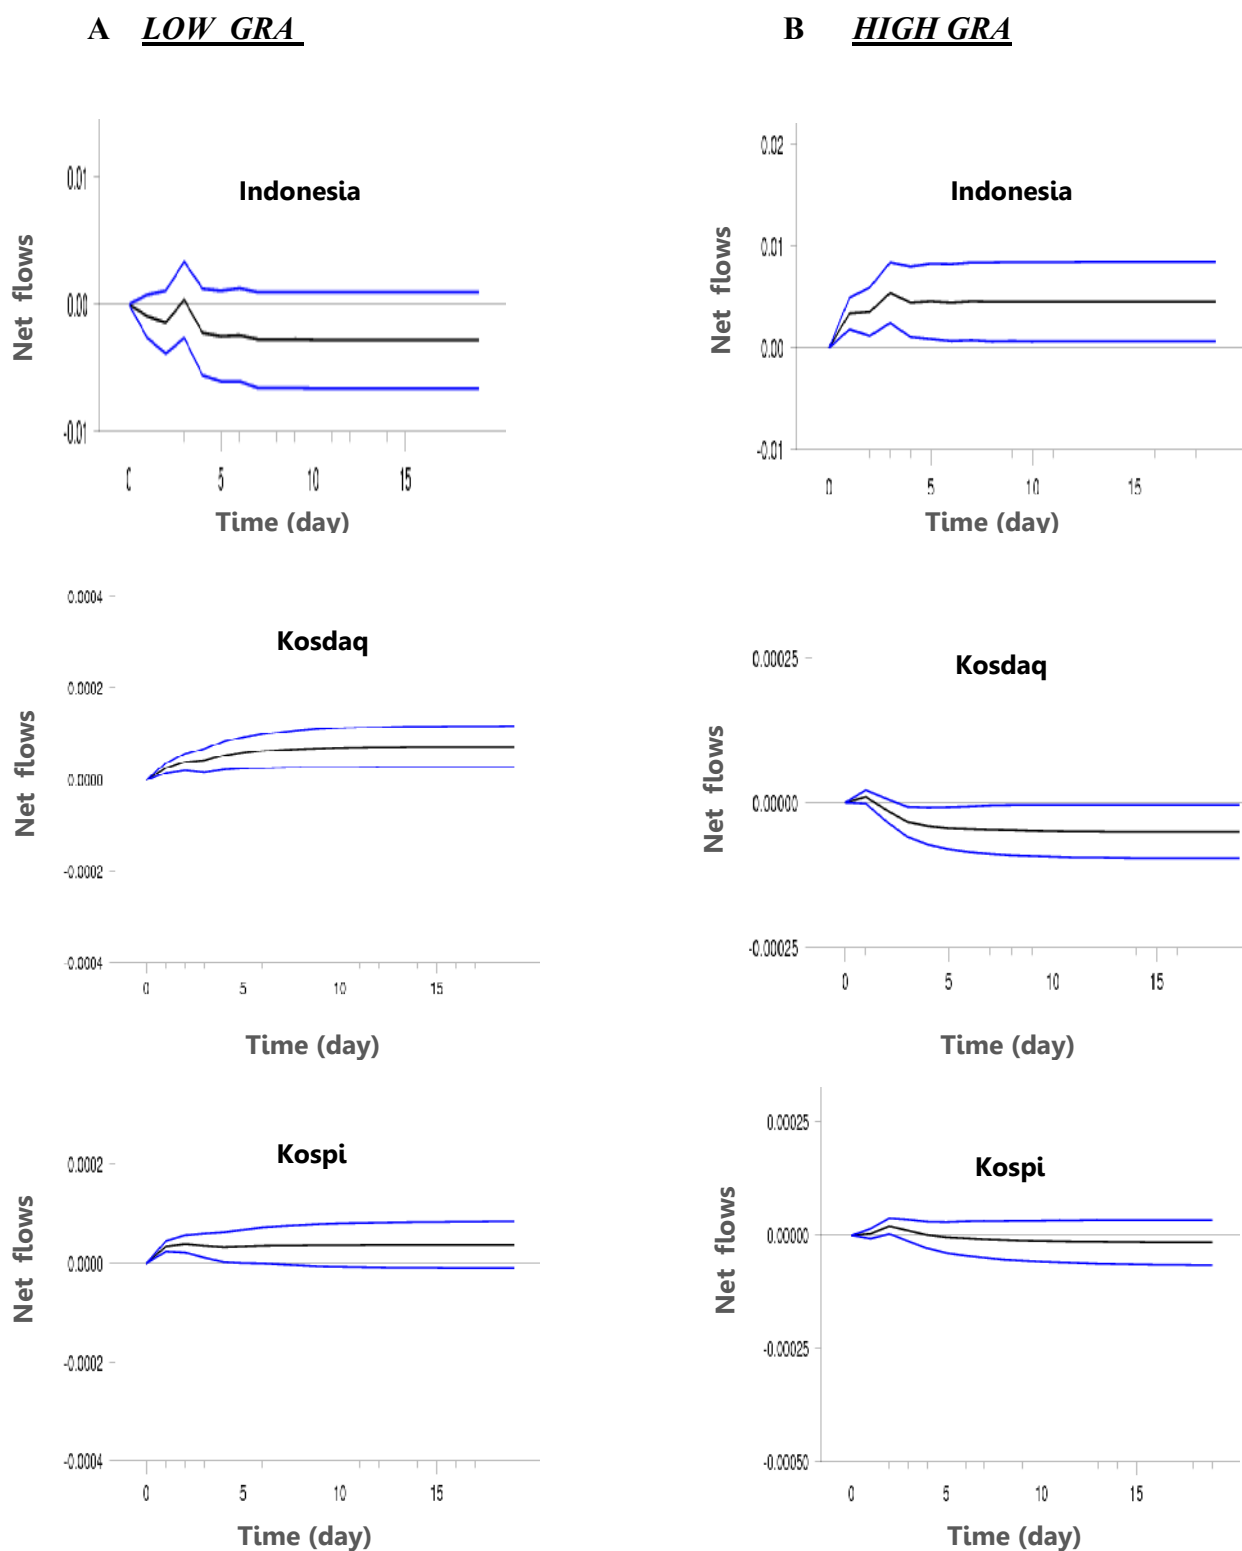 A LOW GRA
B HIGH GRA
Indonesia
Net flows
0.01
0.00
-0.01
0 5 10 15
Time (day)
Indonesia
Net flows
0.02
0.01
0.00
-0.01
0 5 10 15
Time (day)
Kosdaq
Net flows
0.0004
0.0002
0.0000
-0.0002
-0.0004
0 5 10 15
Time (day)
Kosdaq
Net flows
0.00025
0.00000
-0.00025
0 5 10 15
Time (day)
Kospi
Net flows
0.0002
0.0000
-0.0002
-0.0004
0 5 10 15
Time (day)
Kospi
Net flows
0.00025
0.00000
-0.00025
-0.00050
0 5 10 15
Time (day)